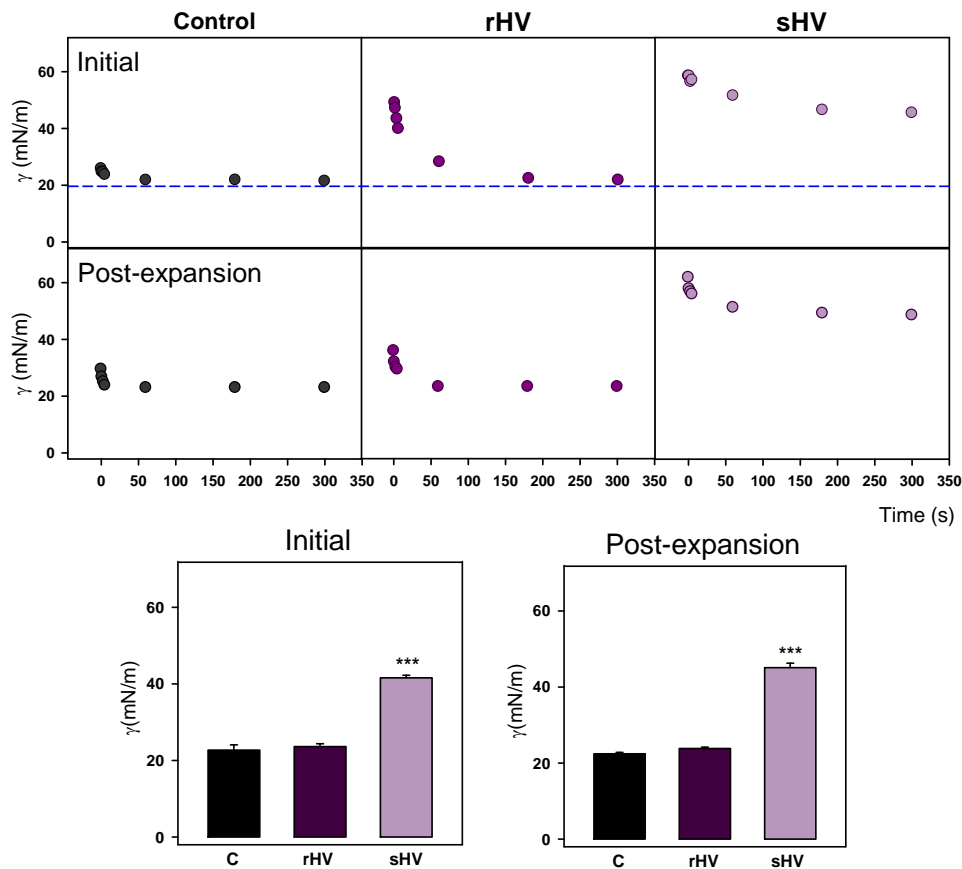 Control rHV sHV
Initial
60
40
20
0
γ (mN/m)
Post-expansion
60
40
20
0
γ (mN/m)
0 50 100 150 200 250 300 350 0 50 100 150 200 250 300 350 0 50 100 150 200 250 300 350
Time (s)
Initial
60
40
20
0
γ(mN/m)
***
C rHV sHV
Post-expansion
60
40
20
0
γ(mN/m)
***
C rHV sHV